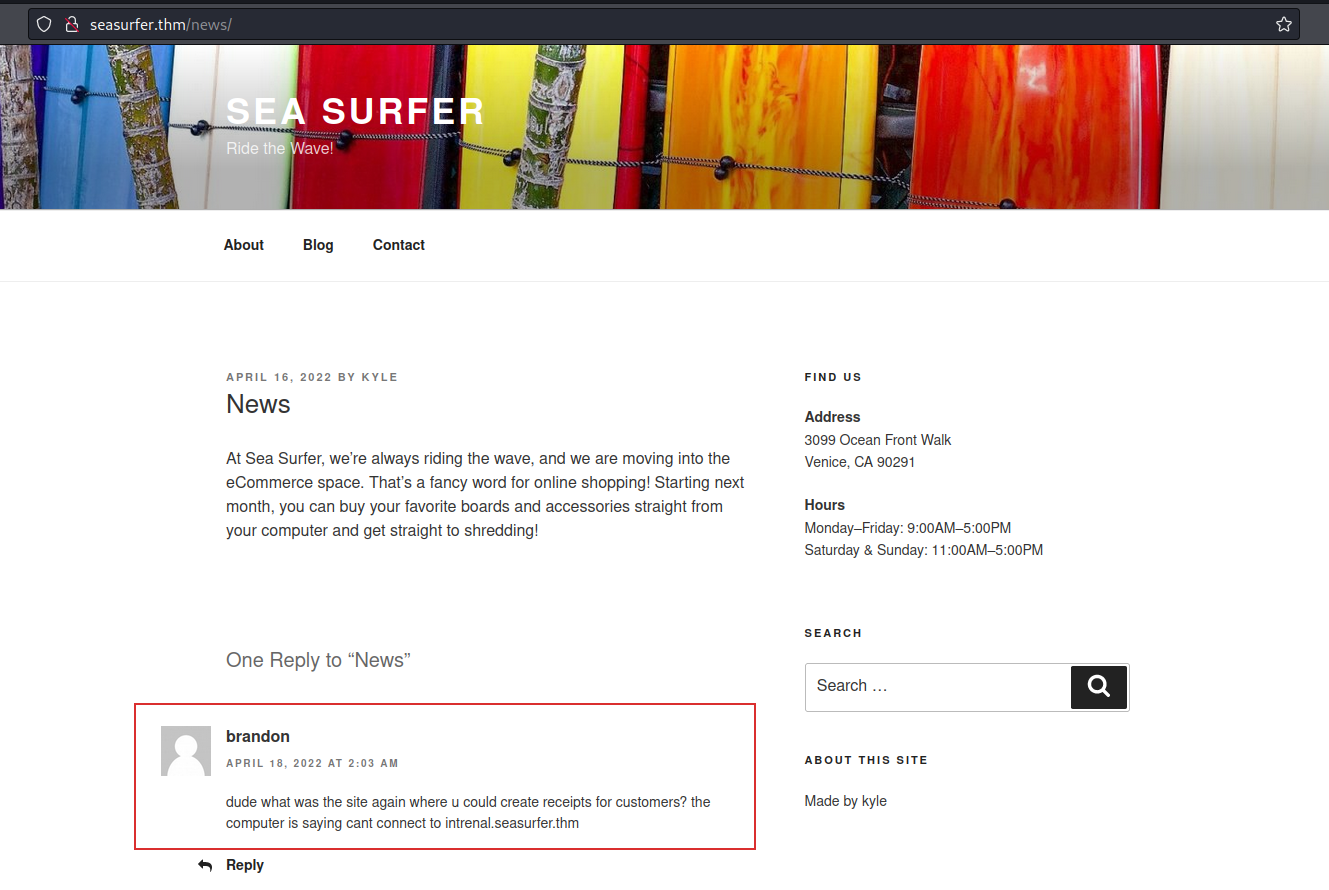 seasurfer.thm/news/
SEA SURFER
Ride the Wave!
About Blog Contact
APRIL 16, 2022 BY KYLE
News
At Sea Surfer, we’re always riding the wave, and we are moving into the
eCommerce space. That’s a fancy word for online shopping! Starting next
month, you can buy your favorite boards and accessories straight from
your computer and get straight to shredding!
One Reply to “News”
brandon
APRIL 18, 2022 AT 2:03 AM
dude what was the site again where u could create receipts for customers? the
computer is saying cant connect to intrenal.seasurfer.thm
Reply
FIND US
Address
3099 Ocean Front Walk
Venice, CA 90291
Hours
Monday–Friday: 9:00AM–5:00PM
Saturday & Sunday: 11:00AM–5:00PM
SEARCH
Search …
ABOUT THIS SITE
Made by kyle